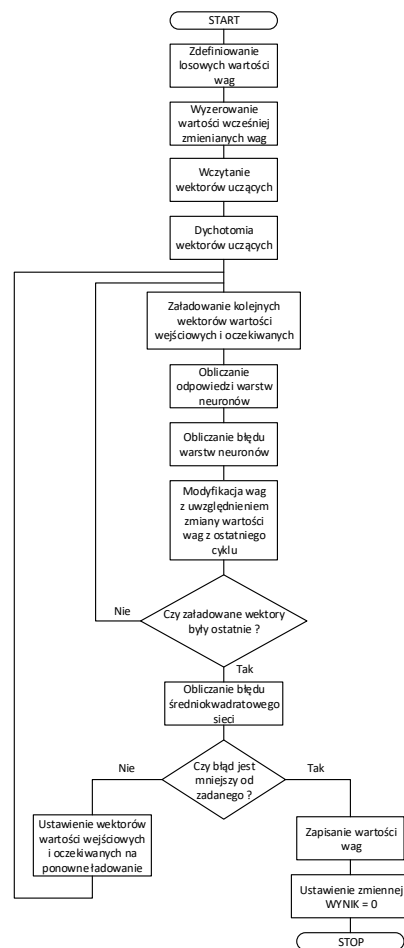 START
Zdefiniowanie
losowych wartości
wag
Wyzerowanie
wartości wcześniej
zmienianych wag
Wczytanie
wektorów uczących
Dychotomia
wektorów uczących
Załadowanie kolejnych
wektorów wartości
wejściowych i oczekiwanych
Obliczanie
odpowiedzi warstw
neuronów
Obliczanie błędu
warstw neuronów
Modyfikacja wag
z uwzględnieniem
zmiany wartości
wag z ostatniego
cyklu
Nie
Czy załadowane wektory
były ostatnie ?
Tak
Obliczanie błędu
średniokwadratowego
sieci
Nie
Czy błąd jest
mniejszy od
zadanego ?
Tak
Ustawienie wektorów
wartości wejściowych
i oczekiwanych na
ponowne ładowanie
Zapisanie wartości
wag
Ustawienie zmiennej
WYNIK = 0
STOP